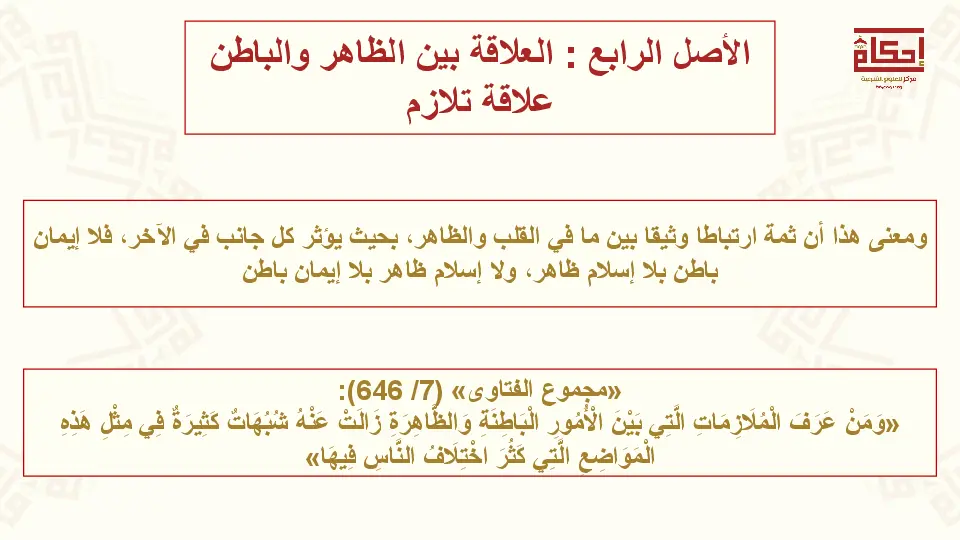 الأصل الرابع : العلاقة بين الظاهر والباطن
علاقة تلازم
إحكام
مركز للعلوم الشرعية
ومعنى هذا أن ثمة ارتباطا وثيقا بين ما في القلب والظاهر، بحيث يؤثر كل جانب في الآخر، فلا إيمان
باطن بلا إسلام ظاهر، ولا إسلام ظاهر بلا إيمان باطن
«مجموع الفتاوى» (7/ 646):
«وَمَنْ عَرَفَ الْمُلَازِمَاتِ الَّتِي بَيْنَ الْأُمُورِ الْبَاطِنَةِ وَالظَّاهِرَةِ زَالَتْ عَنْهُ شُبُهَاتٌ كَثِيرَةٌ فِي مِثْلِ هَذِهِ
الْمَوَاضِعِ الَّتِي كَثُرَ اخْتِلَافُ النَّاسِ فِيهَا»